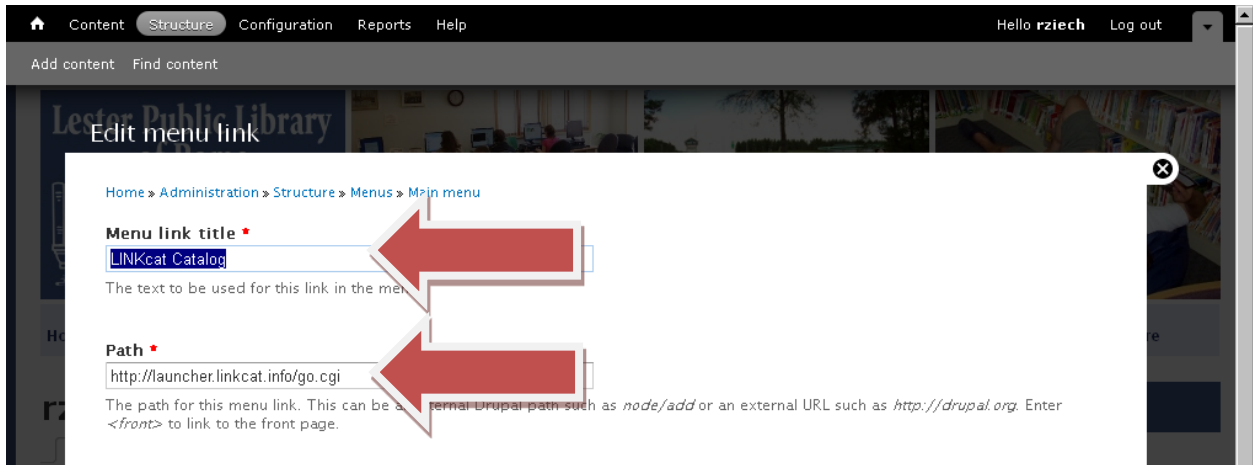 Content Structure Configuration Reports Help Hello rziech Log out
Add content Find content
Lester Public Library
Edit menu link
Home » Administration » Structure » Menus » Main menu
Menu link title *
LINKcat Catalog
The text to be used for this link in the
Path *
http://launcher.linkcat.info/go.cgi
The path for this menu link. This can be such as node/add or an external URL such as http://drupal.org. Enter
<front> to link to the front page.